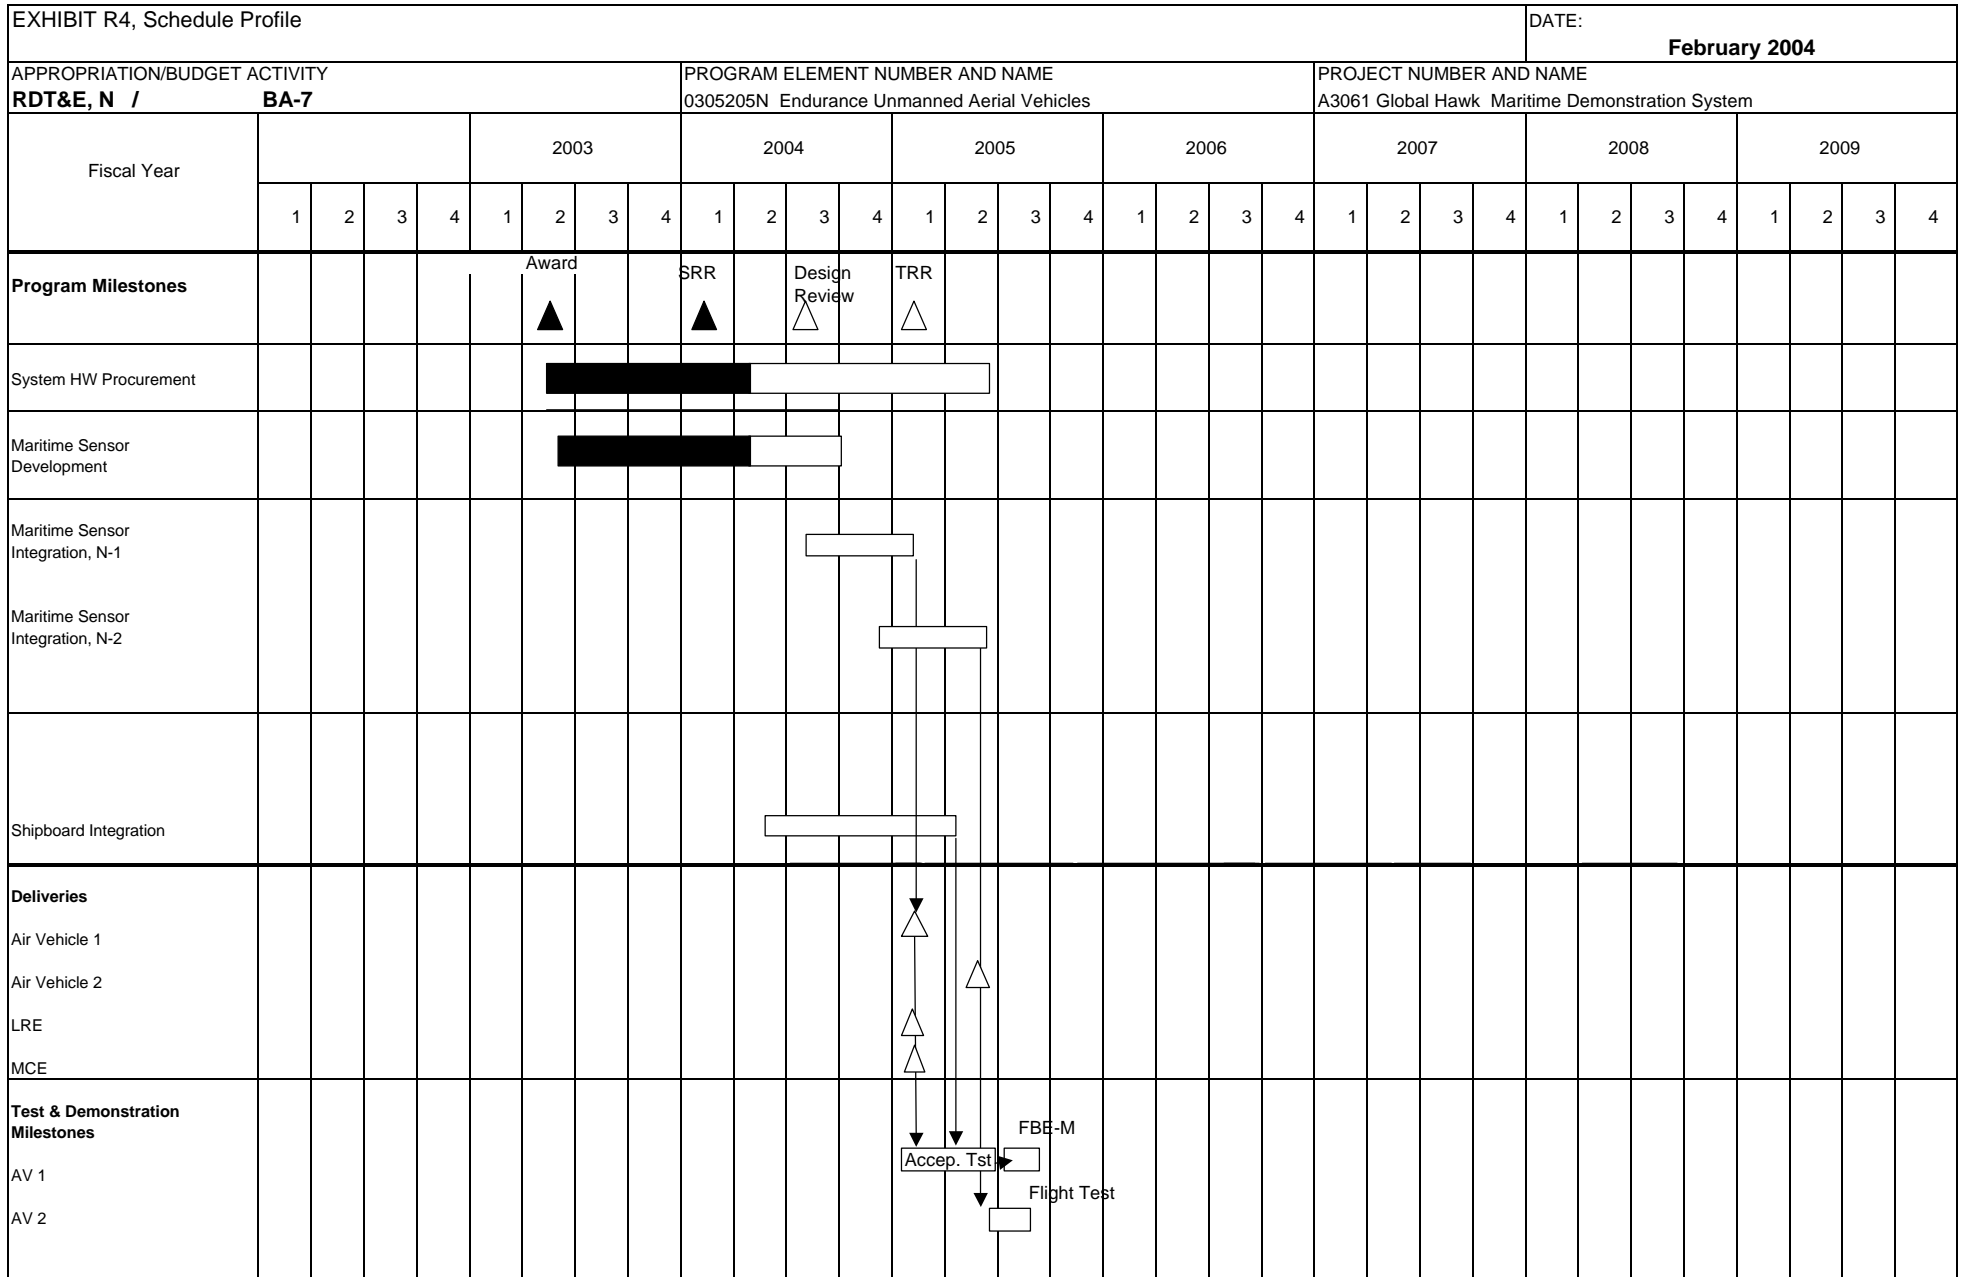 EXHIBIT R4, Schedule Profile
DATE:
February 2004
APPROPRIATION/BUDGET ACTIVITY
PROGRAM ELEMENT NUMBER AND NAME
PROJECT NUMBER AND NAME
RDT&E, N / BA-7
0305205N Endurance Unmanned Aerial Vehicles
A3061 Global Hawk Maritime Demonstration System
Fiscal Year
2003 2004 2005 2006 2007 2008 2009
1 2 3 4 1 2 3 4 1 2 3 4 1 2 3 4 1 2 3 4 1 2 3 4 1 2 3 4 1 2 3 4
Program Milestones
Award
SRR
Design
Review
TRR
System HW Procurement
Maritime Sensor
Development
Maritime Sensor
Integration, N-1
Maritime Sensor
Integration, N-2
Shipboard Integration
Deliveries
Air Vehicle 1
Air Vehicle 2
LRE
MCE
Test & Demonstration
Milestones
FBE-M
AV 1
Accep. Tst
Flight Test
AV 2